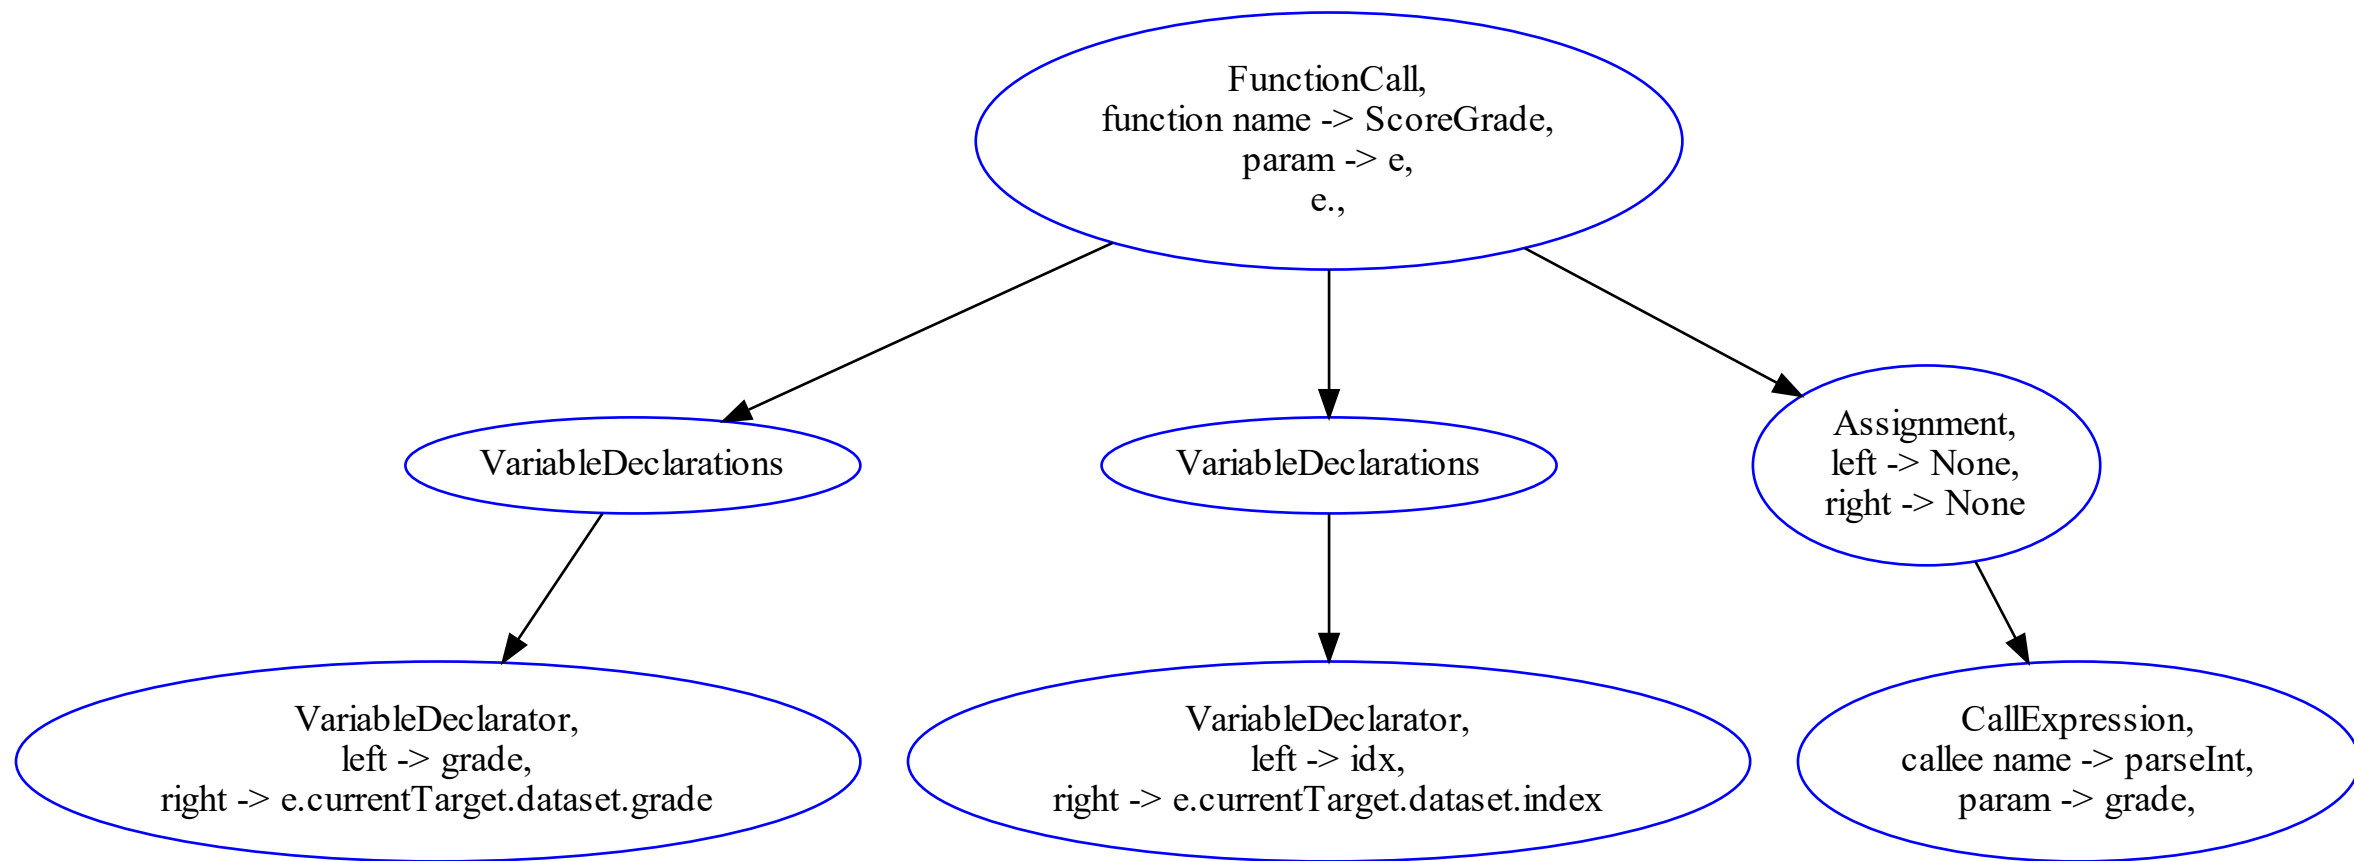 FunctionCall,
function name -> ScoreGrade,
param -> e,
e.,
VariableDeclarations
VariableDeclarations
Assignment,
left -> None,
right -> None
VariableDeclarator,
left -> grade,
right -> e.currentTarget.dataset.grade
VariableDeclarator,
left -> idx,
right -> e.currentTarget.dataset.index
CallExpression,
callee name -> parseInt,
param -> grade,